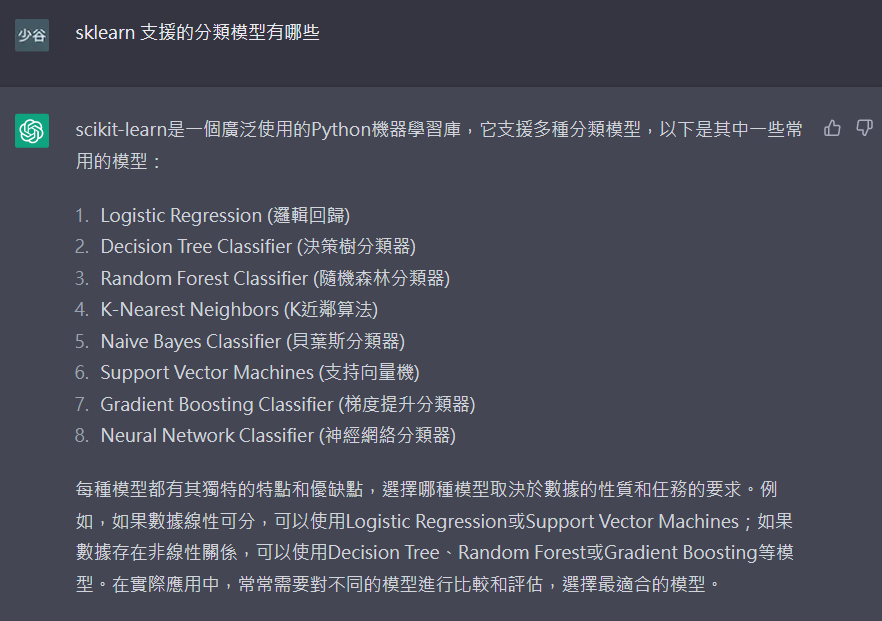 少谷
sklearn 支援的分類模型有哪些
scikit-learn是一個廣泛使用的Python機器學習庫，它支援多種分類模型，以下是其中一些常
用的模型：
1. Logistic Regression (邏輯回歸)
2. Decision Tree Classifier (決策樹分類器)
3. Random Forest Classifier (隨機森林分類器)
4. K-Nearest Neighbors (K近鄰算法)
5. Naive Bayes Classifier (貝葉斯分類器)
6. Support Vector Machines (支持向量機)
7. Gradient Boosting Classifier (梯度提升分類器)
8. Neural Network Classifier (神經網絡分類器)
每種模型都有其獨特的特點和優缺點，選擇哪種模型取決於數據的性質和任務的要求。例
如，如果數據線性可分，可以使用Logistic Regression或Support Vector Machines；如果
數據存在非線性關係，可以使用Decision Tree、Random Forest或Gradient Boosting等模
型。在實際應用中，常常需要對不同的模型進行比較和評估，選擇最適合的模型。